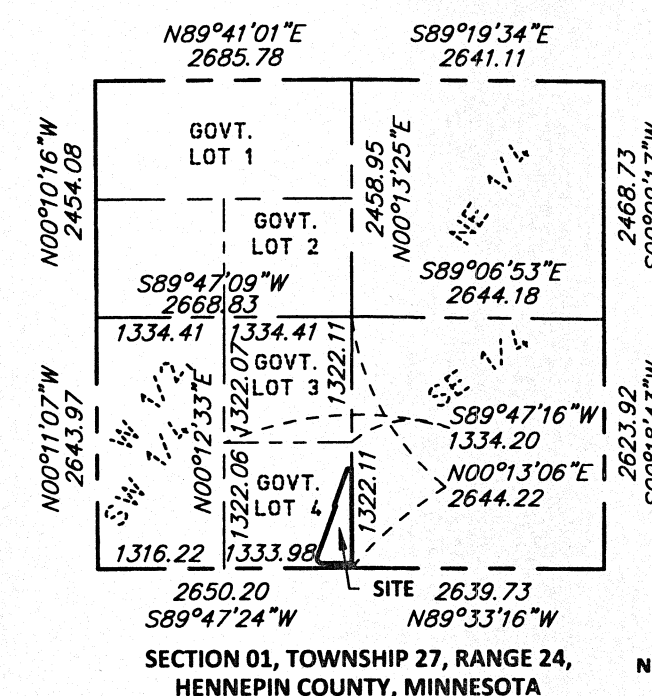 N89°41'01"E
2685.78
S89°19'34"E
2641.11
N00°10'16"W
2454.08
GOVT.
LOT 1
2458.95
N00°13'25"E
NE 1/4
2468.73
GOVT.
LOT 2
S89°47'09"W
2668.83
S89°06'53"E
2644.18
1334.41
1334.41
N00°11'07"W
2643.97
W 1/2
SW 1/4
N00°12'33"E
1322.07
GOVT.
LOT 3
1322.11
SE 1/4
S89°47'16"W
1334.20
N00°13'06"E
2644.22
2623.92
1322.06
GOVT.
LOT 4
1322.11
1316.22
1333.98
SITE
2650.20
S89°47'24"W
2639.73
N89°33'16"W
SECTION 01, TOWNSHIP 27, RANGE 24,
HENNEPIN COUNTY, MINNESOTA
N